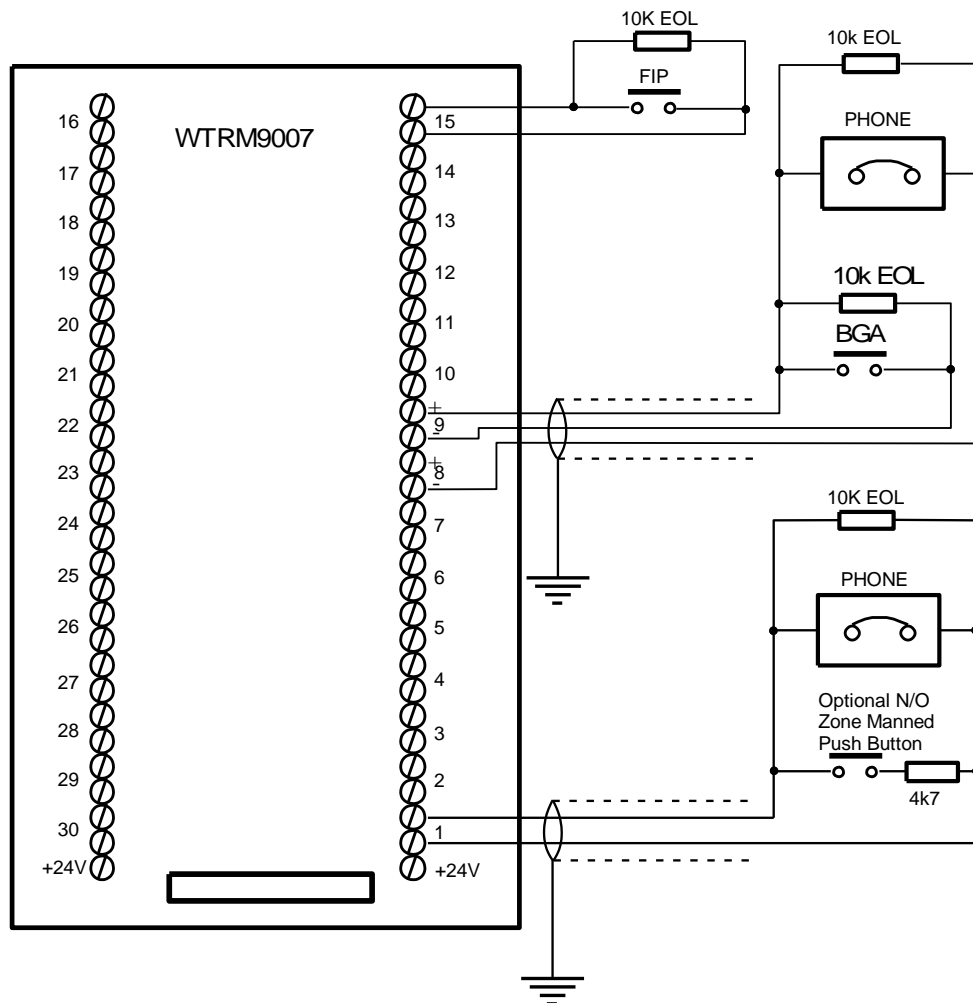 10K EOL
FIP
10k EOL
PHONE
10k EOL
BGA
WTRM9007
16
17
18
19
20
21
22
23
24
25
26
27
28
29
30
+24V
15
14
13
12
11
10
+
9
-
+
8
-
7
6
5
4
3
2
1
+24V
10K EOL
PHONE
Optional N/O
Zone Manned
Push Button
4k7